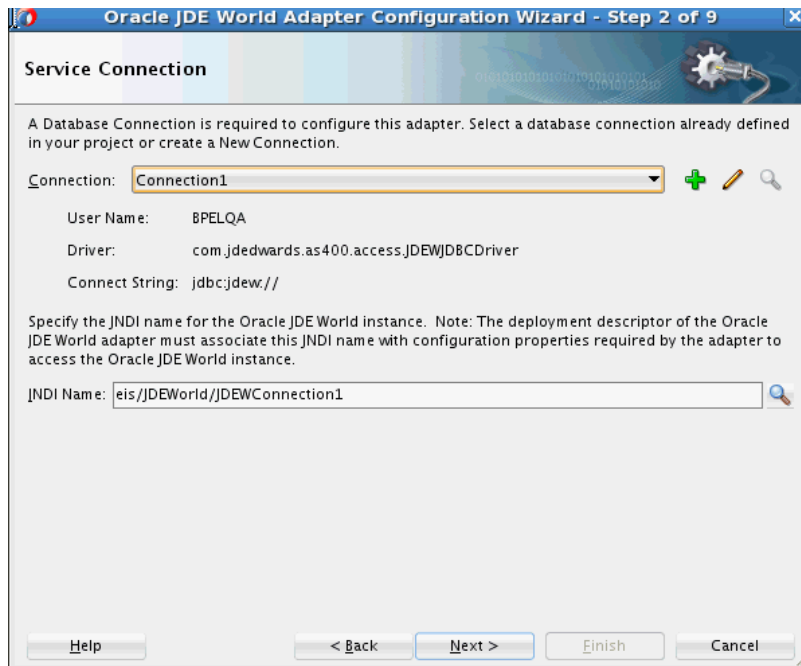 Oracle JDE World Adapter Configuration Wizard - Step 2 of 9
Service Connection
A Database Connection is required to configure this adapter. Select a database connection already defined
in your project or create a New Connection.
Connection: Connection1
User Name: BPELQA
Driver: com.jdedwards.as400.access.JDEWJDBCDriver
Connect String: jdbc:jdew://
Specify the JNDI name for the Oracle JDE World instance. Note: The deployment descriptor of the Oracle
JDE World adapter must associate this JNDI name with configuration properties required by the adapter to
access the Oracle JDE World instance.
JNDI Name: eis/JDEWorld/JDEWConnection1
Help < Back Next > Finish Cancel